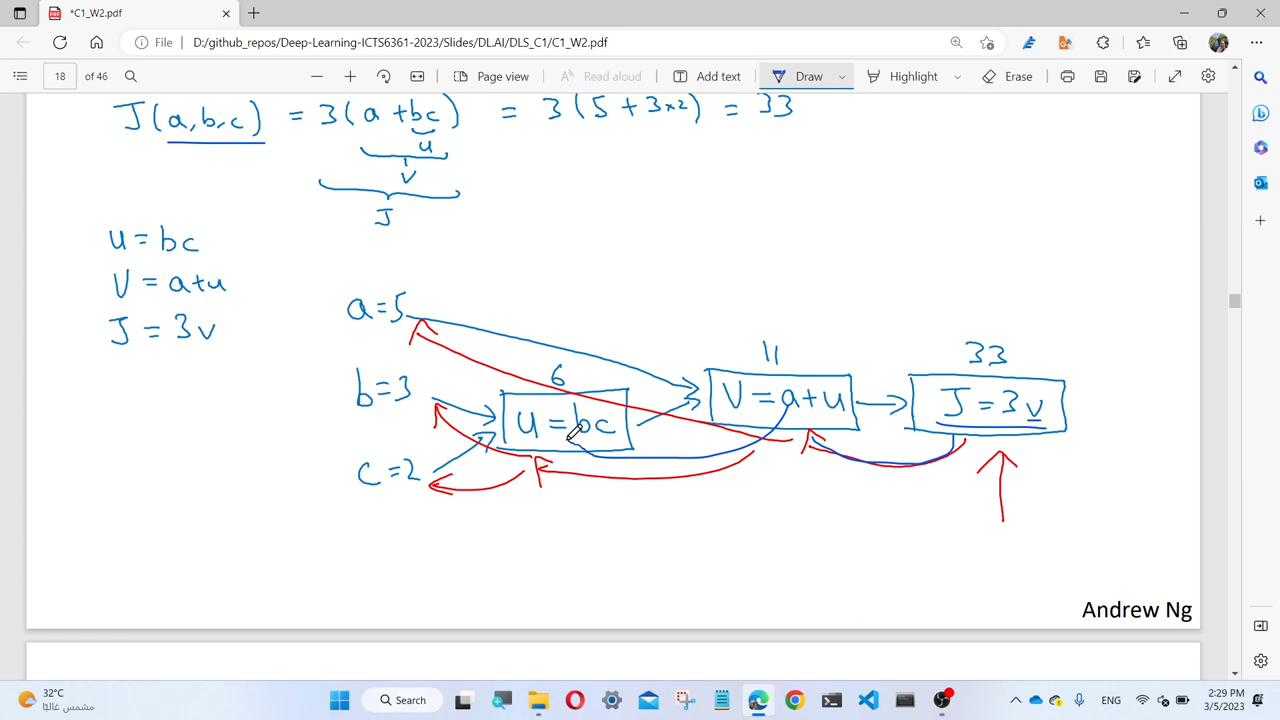 *C1_W2.pdf
File D:/github_repos/Deep-Learning-ICTS6361-2023/Slides/DL.AI/DLS_C1/C1_W2.pdf
18 of 46 Page view Read aloud Add text Draw Highlight Erase
J(a,b,c) = 3(a+bc) = 3(5+3×2) = 33
u
V
J
u = bc
V = a+u
J = 3v
a=5
11
33
b=3
6
V = a+u
J = 3v
u = bc
c=2
Andrew Ng
32°C
مشمس غالبًا
Search
ENG
2:29 PM
3/5/2023